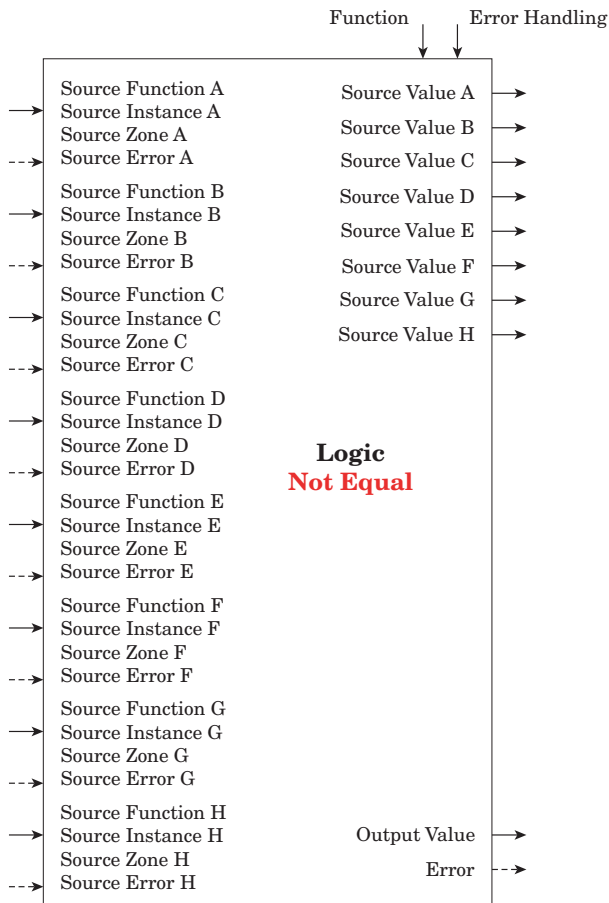 Function
Error Handling
Source Function A
Source Instance A
Source Zone A
Source Error A
Source Function B
Source Instance B
Source Zone B
Source Error B
Source Function C
Source Instance C
Source Zone C
Source Error C
Source Function D
Source Instance D
Source Zone D
Source Error D
Source Function E
Source Instance E
Source Zone E
Source Error E
Source Function F
Source Instance F
Source Zone F
Source Error F
Source Function G
Source Instance G
Source Zone G
Source Error G
Source Function H
Source Instance H
Source Zone H
Source Error H
Logic
Not Equal
Source Value A
Source Value B
Source Value C
Source Value D
Source Value E
Source Value F
Source Value G
Source Value H
Output Value
Error